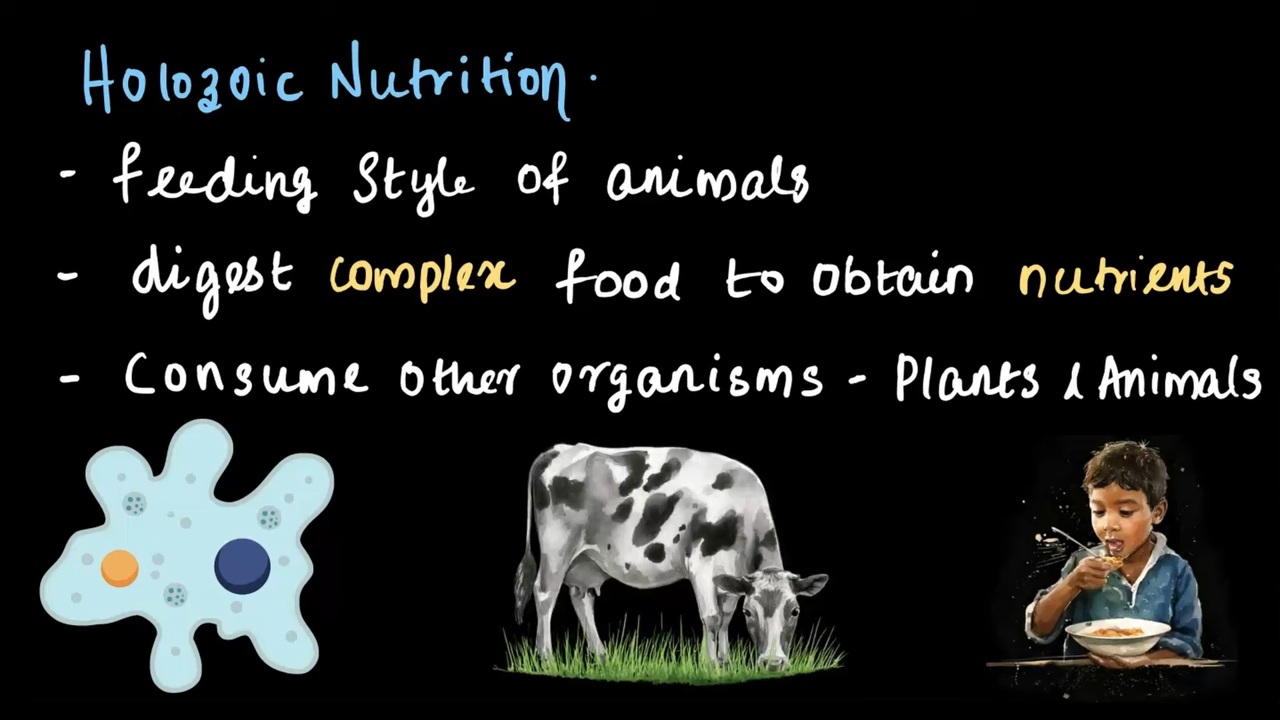 Holozoic Nutrition.
- feeding style of animals
- digest complex food to obtain nutrients
- Consume other organisms - Plants & Animals